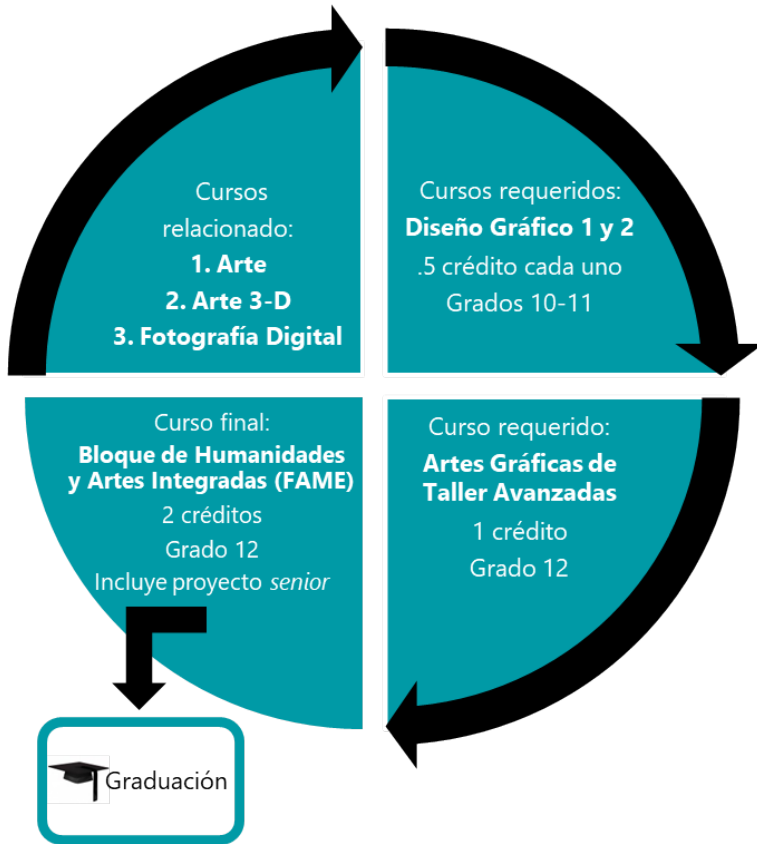 Cursos
relacionado:
1. Arte
2. Arte 3-D
3. Fotografía Digital
Cursos requeridos:
Diseño Gráfico 1 y 2
.5 crédito cada uno
Grados 10-11
Curso requerido:
Artes Gráficas de
Taller Avanzadas
1 crédito
Grado 12
Curso final:
Bloque de Humanidades
y Artes Integradas (FAME)
2 créditos
Grado 12
Incluye proyecto senior
Graduación